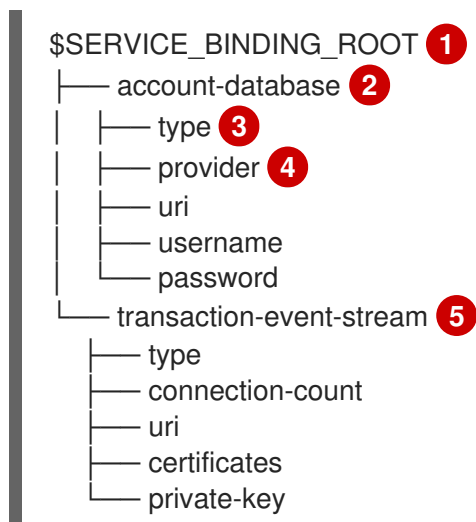 $SERVICE_BINDING_ROOT 1
├── account-database 2
│   ├── type 3
│   ├── provider 4
│   ├── uri
│   ├── username
│   └── password
└── transaction-event-stream 5
    ├── type
    ├── connection-count
    ├── uri
    ├── certificates
    └── private-key